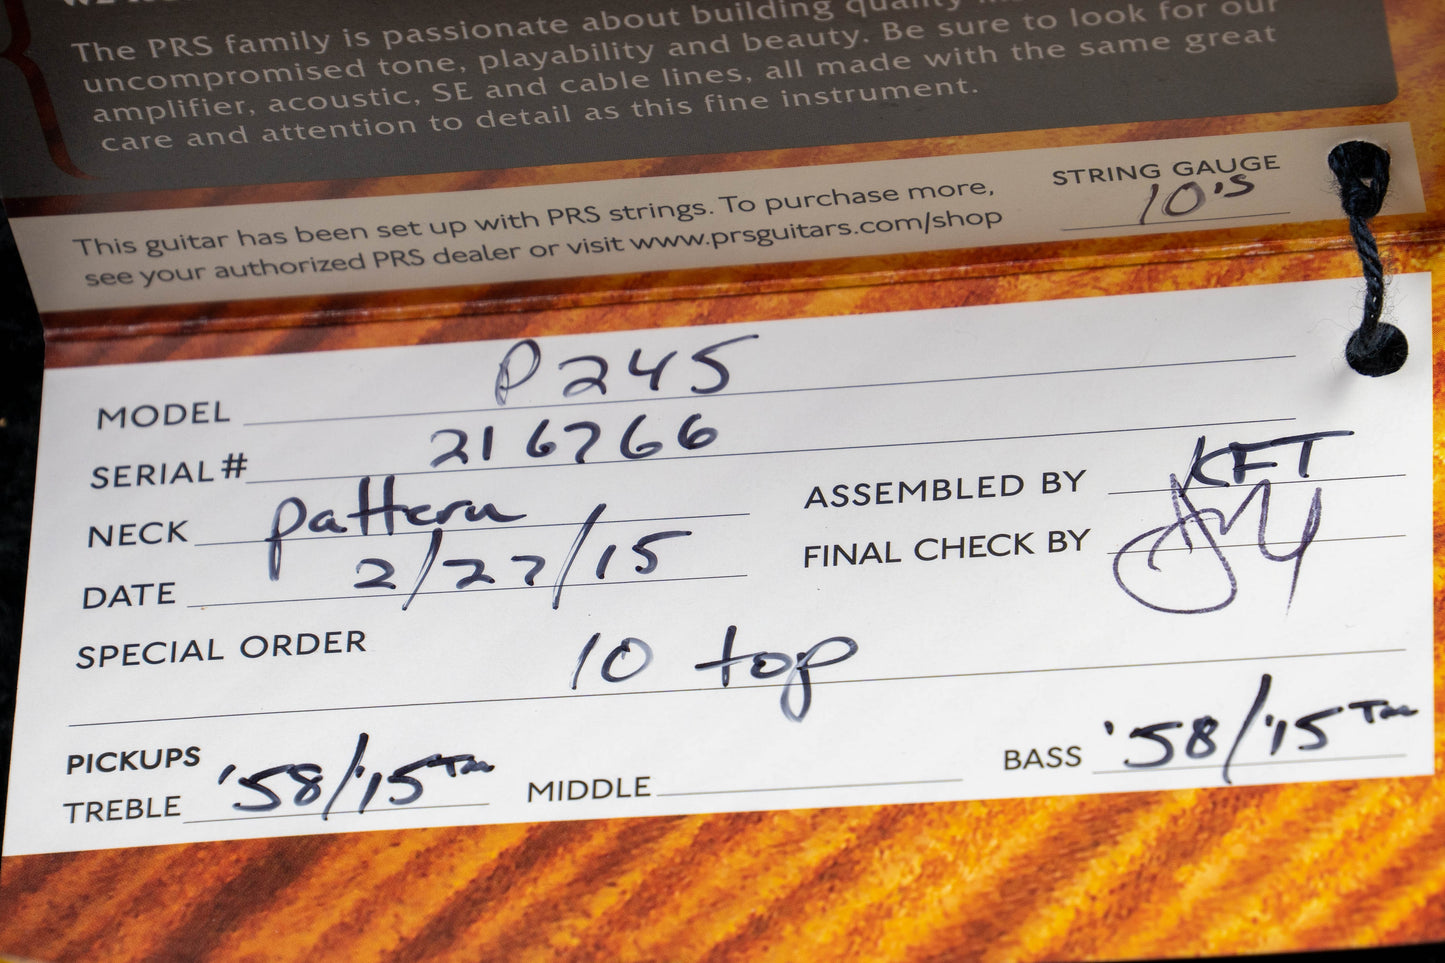 The PRS family is passionate about building quality
uncompromised tone, playability and beauty. Be sure to look for our
amplifier, acoustic, SE and cable lines, all made with the same great
care and attention to detail as this fine instrument.
This guitar has been set up with PRS strings. To purchase more,
see your authorized PRS dealer or visit www.prsguitars.com/shop
STRING GAUGE
10's
MODEL P245
SERIAL# 216766
NECK pattern
ASSEMBLED BY KFT
DATE 2/27/15
FINAL CHECK BY
SPECIAL ORDER 10 top
PICKUPS
TREBLE '58/'15 TM
MIDDLE
BASS '58/'15 TM